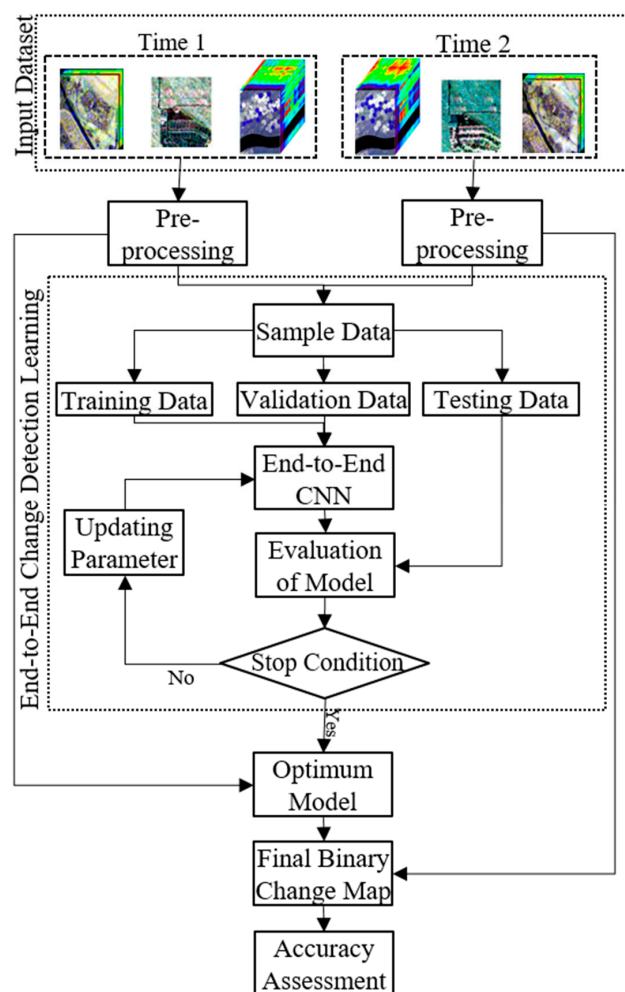 Input Dataset
Time 1
Time 2
Pre-
processing
Pre-
processing
End-to-End Change Detection Learning
Sample Data
Training Data
Validation Data
Testing Data
End-to-End
CNN
Updating
Parameter
Evaluation
of Model
Stop Condition
No
Yes
Optimum
Model
Final Binary
Change Map
Accuracy
Assessment